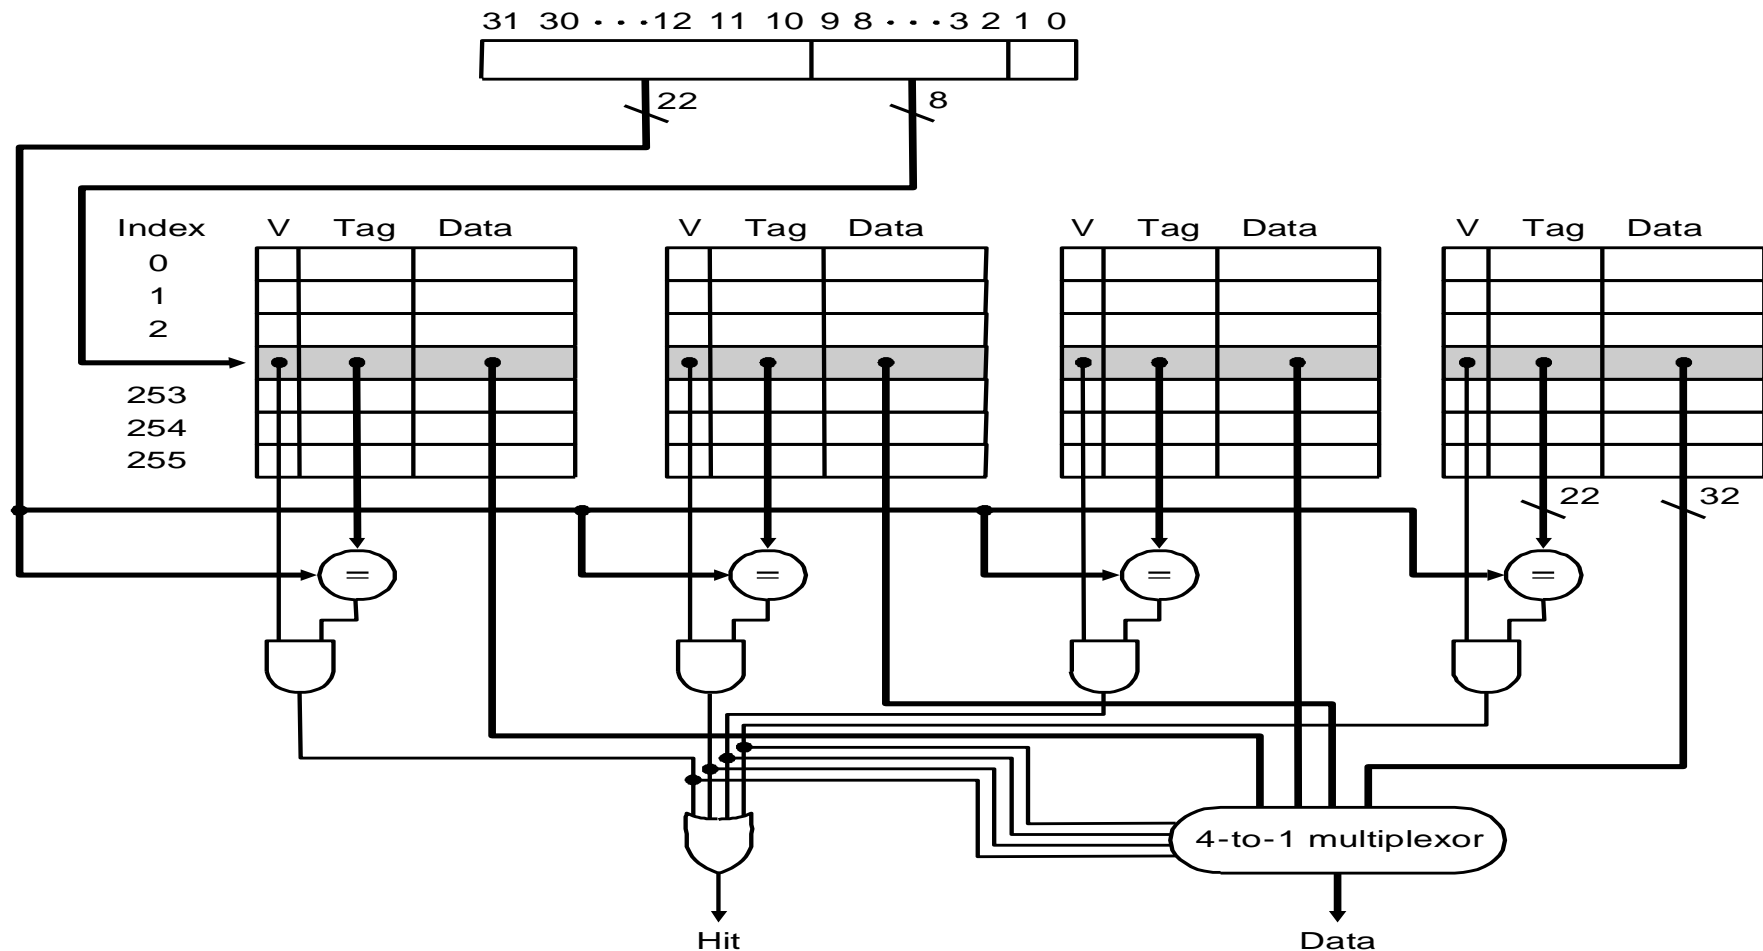 31 30 · · · 12 11 10 9 8 · · · 3 2 1 0
22 8
Index V Tag Data V Tag Data V Tag Data V Tag Data
0
1
2
253
254
255
22 32
= = = =
4-to-1 multiplexor
Hit Data